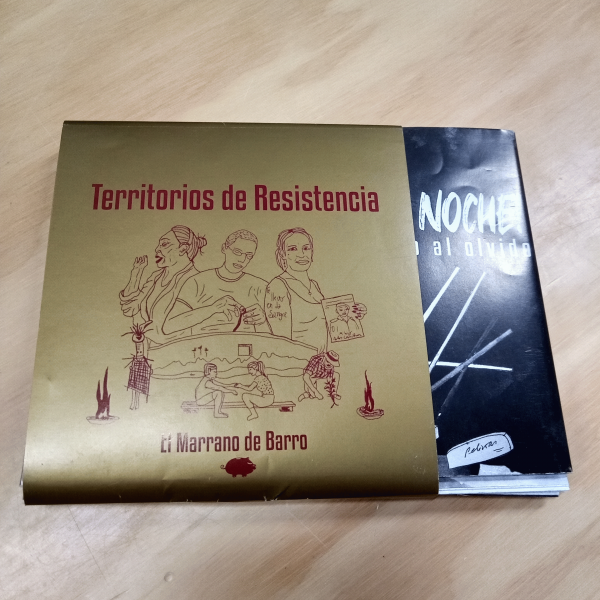 Territorios de Resistencia
El Marrano de Barro
NOCHE
al olvido